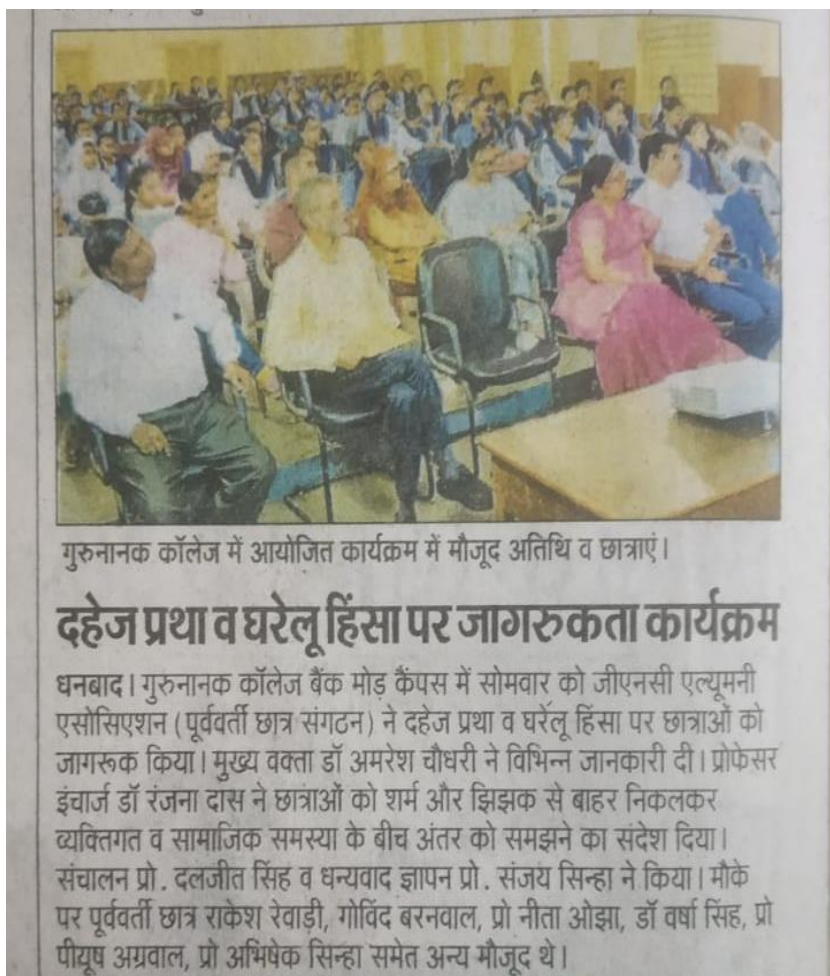 गुरुनानक कॉलेज में आयोजित कार्यक्रम में मौजूद अतिथि व छात्राएं।
दहेज प्रथा व घरेलू हिंसा पर जागरुकता कार्यक्रम
धनबाद। गुरुनानक कॉलेज बैंक मोड़ कैंपस में सोमवार को जीएनसी एल्यूमनी
एसोसिएशन (पूर्ववर्ती छात्र संगठन) ने दहेज प्रथा व घरेलू हिंसा पर छात्राओं को
जागरूक किया। मुख्य वक्ता डॉ अमरेश चौधरी ने विभिन्न जानकारी दी। प्रोफेसर
इंचार्ज डॉ रंजना दास ने छात्राओं को शर्म और झिझक से बाहर निकलकर
व्यक्तिगत व सामाजिक समस्या के बीच अंतर को समझने का संदेश दिया।
संचालन प्रो. दलजीत सिंह व धन्यवाद ज्ञापन प्रो. संजय सिन्हा ने किया। मौके
पर पूर्ववर्ती छात्र राकेश रेवाड़ी, गोविंद बरनवाल, प्रो नीता ओझा, डॉ वर्षा सिंह, प्रो
पीयूष अग्रवाल, प्रो अभिषेक सिन्हा समेत अन्य मौजूद थे।